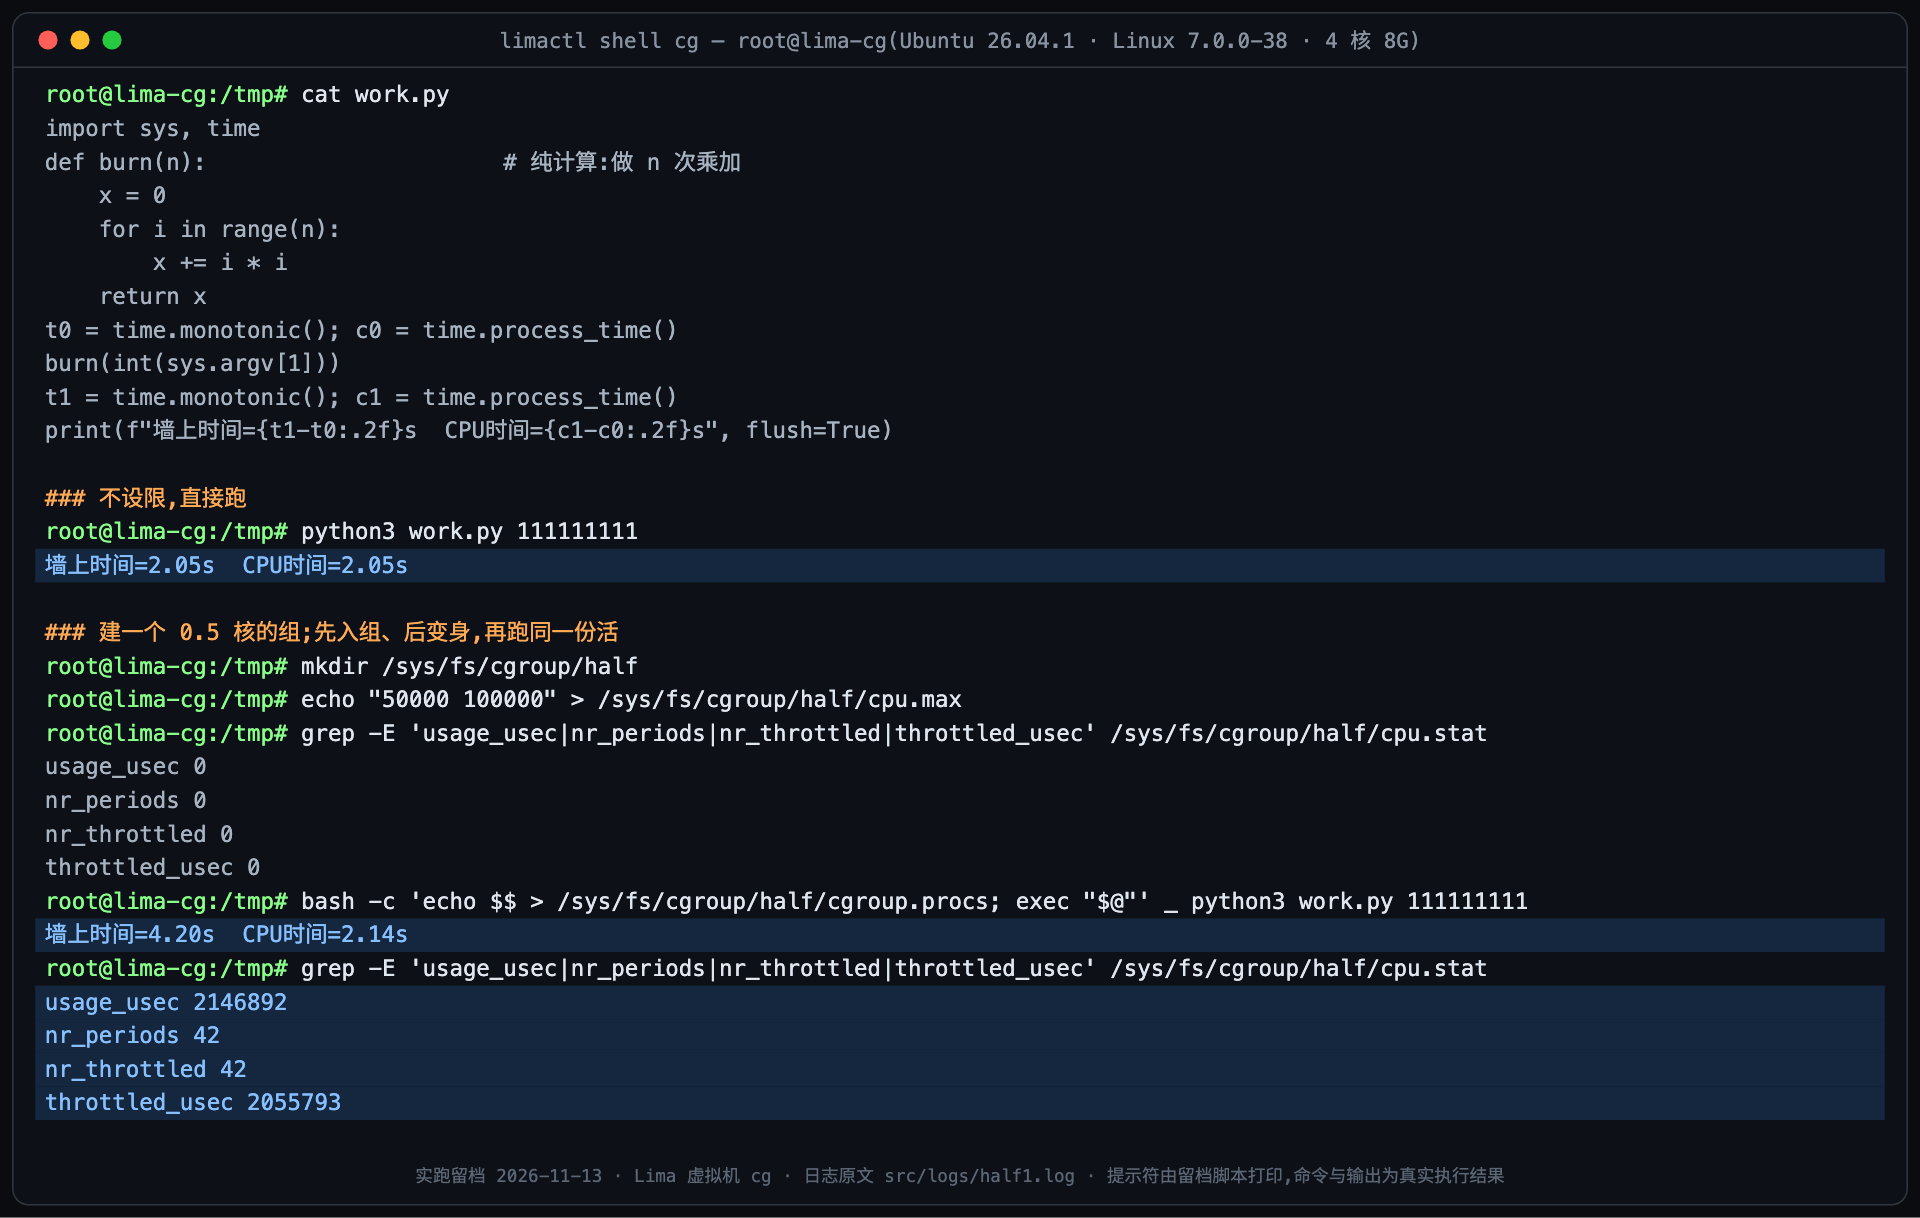 limactl shell cg — root@lima-cg(Ubuntu 26.04.1 · Linux 7.0.0-38 · 4 核 8G)
root@lima-cg:/tmp# cat work.py
import sys, time
def burn(n):                      # 纯计算:做 n 次乘加
    x = 0
    for i in range(n):
        x += i * i
    return x
t0 = time.monotonic(); c0 = time.process_time()
burn(int(sys.argv[1]))
t1 = time.monotonic(); c1 = time.process_time()
print(f"墙上时间={t1-t0:.2f}s  CPU时间={c1-c0:.2f}s", flush=True)
### 不设限,直接跑
root@lima-cg:/tmp# python3 work.py 111111111
墙上时间=2.05s  CPU时间=2.05s
### 建一个 0.5 核的组;先入组、后变身,再跑同一份活
root@lima-cg:/tmp# mkdir /sys/fs/cgroup/half
root@lima-cg:/tmp# echo "50000 100000" > /sys/fs/cgroup/half/cpu.max
root@lima-cg:/tmp# grep -E 'usage_usec|nr_periods|nr_throttled|throttled_usec' /sys/fs/cgroup/half/cpu.stat
usage_usec 0
nr_periods 0
nr_throttled 0
throttled_usec 0
root@lima-cg:/tmp# bash -c 'echo $$ > /sys/fs/cgroup/half/cgroup.procs; exec "$@"' _ python3 work.py 111111111
墙上时间=4.20s  CPU时间=2.14s
root@lima-cg:/tmp# grep -E 'usage_usec|nr_periods|nr_throttled|throttled_usec' /sys/fs/cgroup/half/cpu.stat
usage_usec 2146892
nr_periods 42
nr_throttled 42
throttled_usec 2055793
实跑留档 2026-11-13 · Lima 虚拟机 cg · 日志原文 src/logs/half1.log · 提示符由留档脚本打印,命令与输出为真实执行结果